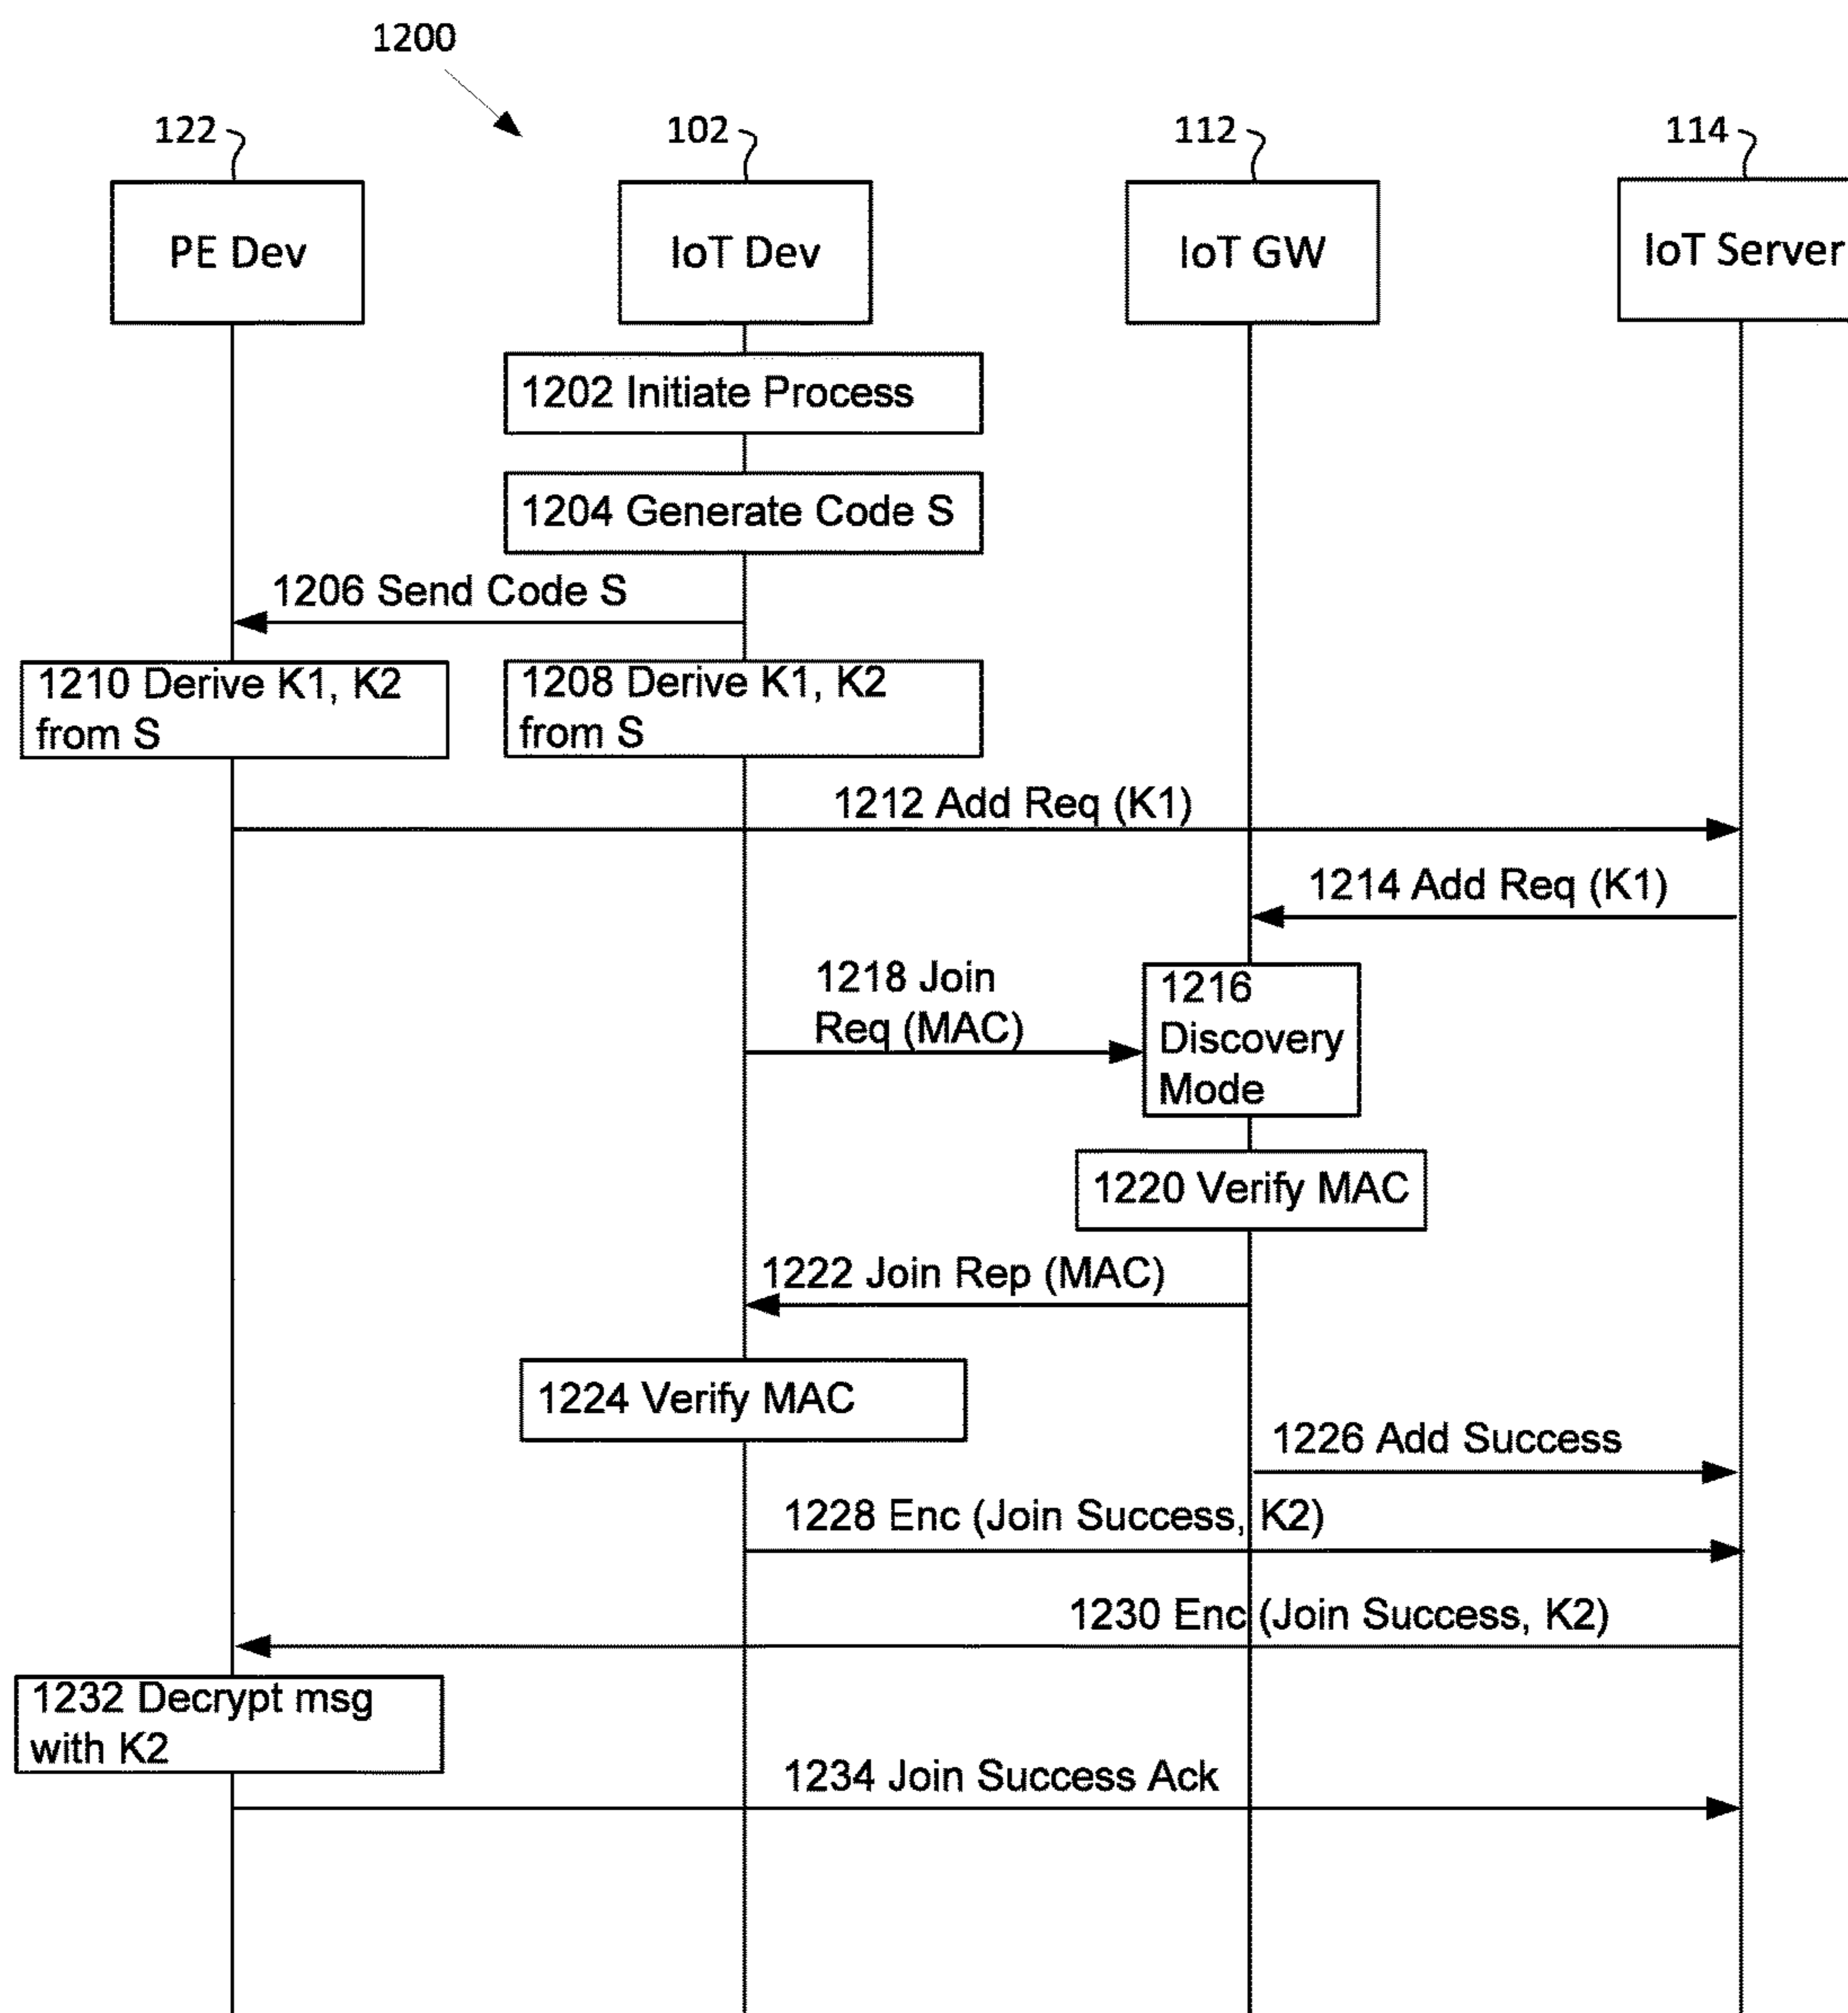 1200
122
102
112
114
PE Dev
IoT Dev
IoT GW
IoT Server
1202 Initiate Process
1204 Generate Code S
1206 Send Code S
1210 Derive K1, K2
from S
1208 Derive K1, K2
from S
1212 Add Req (K1)
1214 Add Req (K1)
1218 Join
Req (MAC)
1216
Discovery
Mode
1220 Verify MAC
1222 Join Rep (MAC)
1224 Verify MAC
1226 Add Success
1228 Enc (Join Success, K2)
1230 Enc (Join Success, K2)
1232 Decrypt msg
with K2
1234 Join Success Ack